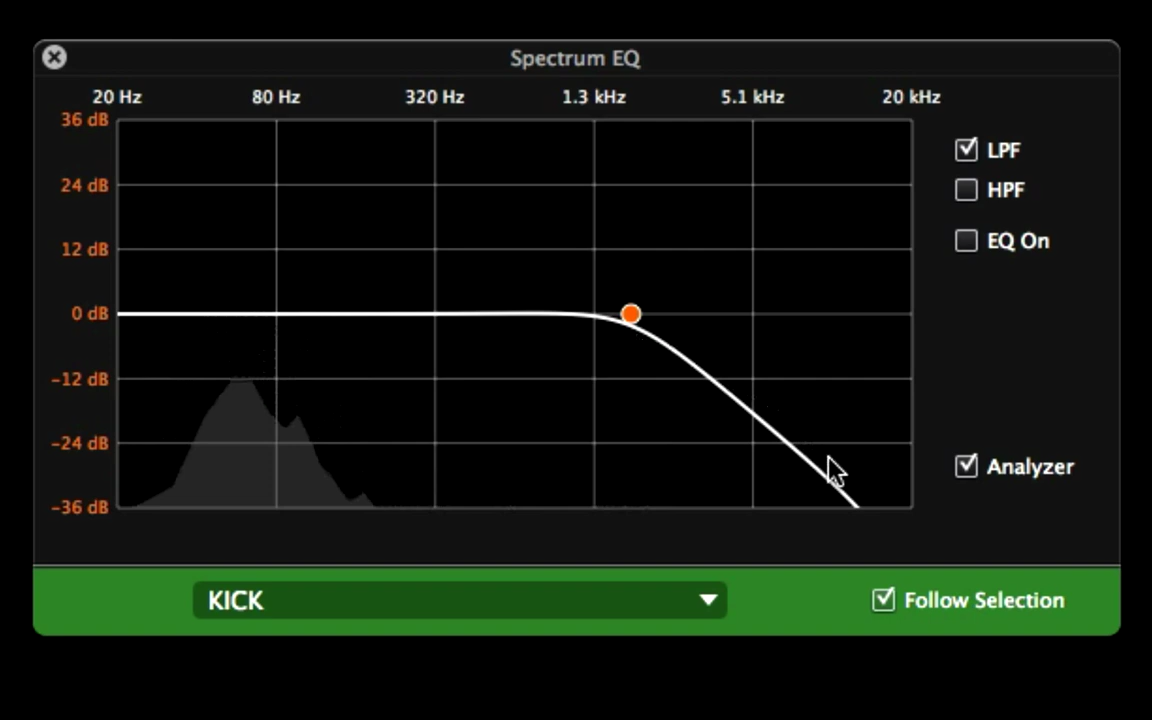 Spectrum EQ
20 Hz 80 Hz 320 Hz 1.3 kHz 5.1 kHz 20 kHz
36 dB
24 dB
12 dB
0 dB
−12 dB
−24 dB
−36 dB
LPF
HPF
EQ On
Analyzer
KICK
Follow Selection